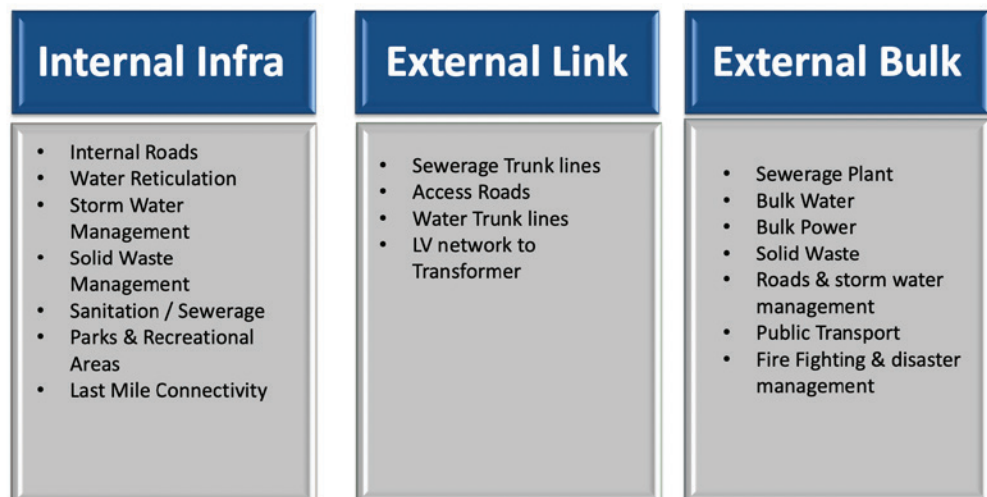 Internal Infra
• Internal Roads
• Water Reticulation
• Storm Water
Management
• Solid Waste
Management
• Sanitation / Sewerage
• Parks & Recreational
Areas
• Last Mile Connectivity
External Link
• Sewerage Trunk lines
• Access Roads
• Water Trunk lines
• LV network to
Transformer
External Bulk
• Sewerage Plant
• Bulk Water
• Bulk Power
• Solid Waste
• Roads & storm water
management
• Public Transport
• Fire Fighting & disaster
management